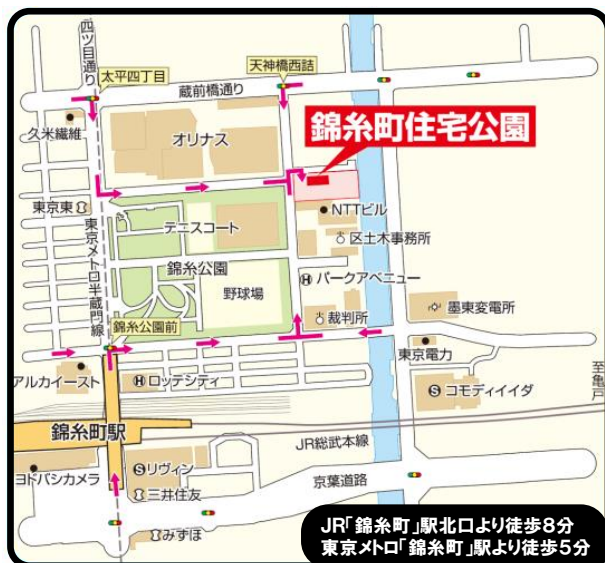 四ツ目通り
太平四丁目
天神橋西詰
蔵前橋通り
久米繊維
オリナス
錦糸町住宅公園
東京東
テニスコート
NTTビル
区土木事務所
東京メトロ半蔵門線
錦糸公園
野球場
パークアベニュー
墨東変電所
裁判所
錦糸公園前
東京電力
至亀戸
アルカイースト
ロッテシティ
コモディイイダ
錦糸町駅
JR総武本線
ヨドバシカメラ
リヴィン
京葉道路
三井住友
みずほ
JR「錦糸町」駅北口より徒歩8分
東京メトロ「錦糸町」駅より徒歩5分